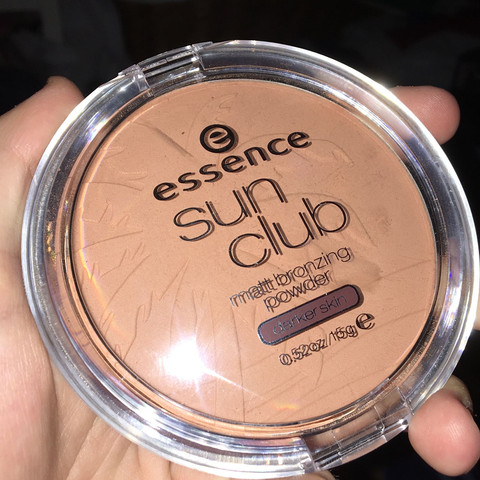 essence
sun
club
matt bronzing
powder
darker skin
0.52oz/15g e